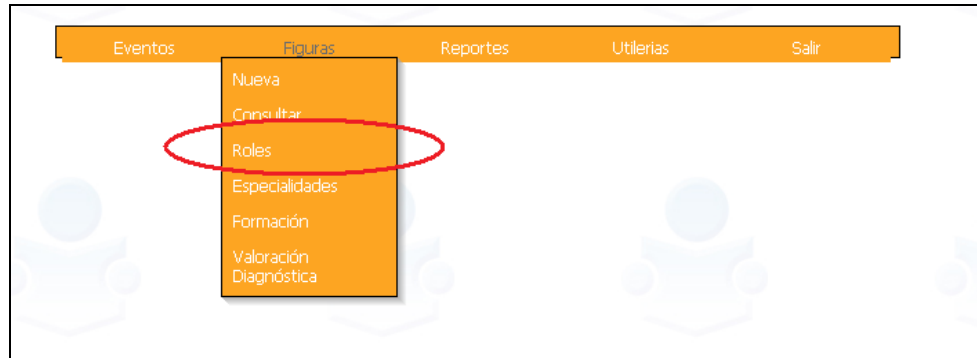 Eventos Figuras Reportes Utilerias Salir
Nueva
Consultar
Roles
Especialidades
Formación
Valoración
Diagnóstica